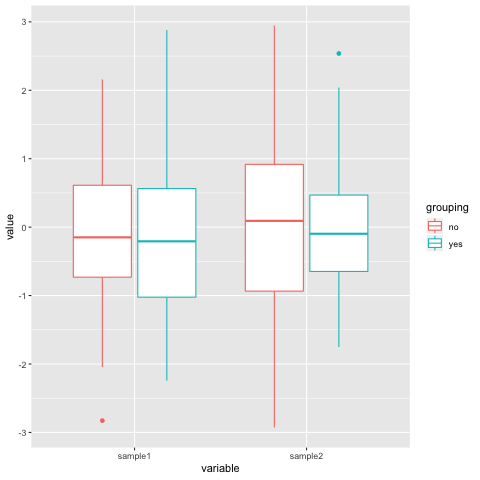 3
2
1
0
-1
-2
-3
value
sample1
sample2
variable
grouping
no
yes